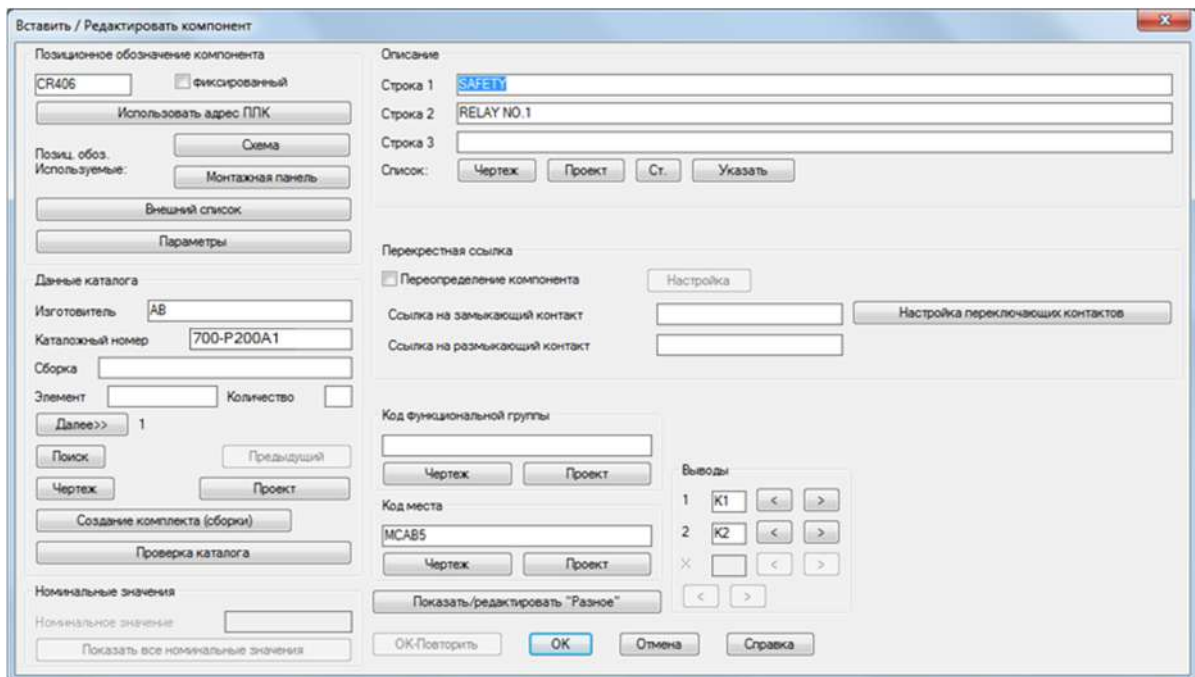 Вставить / Редактировать компонент
Позиционное обозначение компонента
CR406
фиксированный
Использовать адрес ПЛК
Позиц. обоз.
Используемые:
Схема
Монтажная панель
Внешний список
Параметры
Данные каталога
Изготовитель AB
Каталожный номер 700-P200A1
Сборка
Элемент Количество
Далее>> 1
Поиск Предыдущий
Чертеж Проект
Создание комплекта (сборки)
Проверка каталога
Номинальные значения
Номинальное значение
Показать все номинальные значения
Описание
Строка 1 SAFETY
Строка 2 RELAY NO.1
Строка 3
Список: Чертеж Проект Ст. Указать
Перекрестная ссылка
Переопределение компонента Настройка
Ссылка на замыкающий контакт Настройка переключающих контактов
Ссылка на размыкающий контакт
Код функциональной группы
Чертеж Проект
Код места
MCAB5
Чертеж Проект
Показать/редактировать "Разное"
Выводы
1 K1 < >
2 K2 < >
X < >
< >
ОК-Повторить ОК Отмена Справка